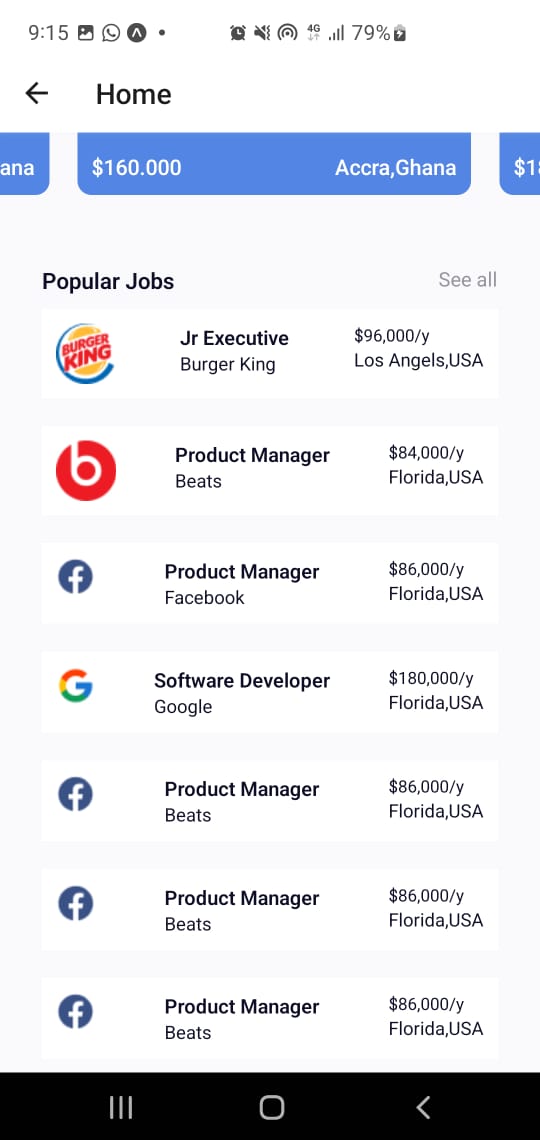 9:15 4G 79%
Home
ana $160.000 Accra,Ghana $18
Popular Jobs See all
BURGER KING
Jr Executive $96,000/y
Burger King Los Angels,USA
Product Manager $84,000/y
Beats Florida,USA
Product Manager $86,000/y
Facebook Florida,USA
Software Developer $180,000/y
Google Florida,USA
Product Manager $86,000/y
Beats Florida,USA
Product Manager $86,000/y
Beats Florida,USA
Product Manager $86,000/y
Beats Florida,USA